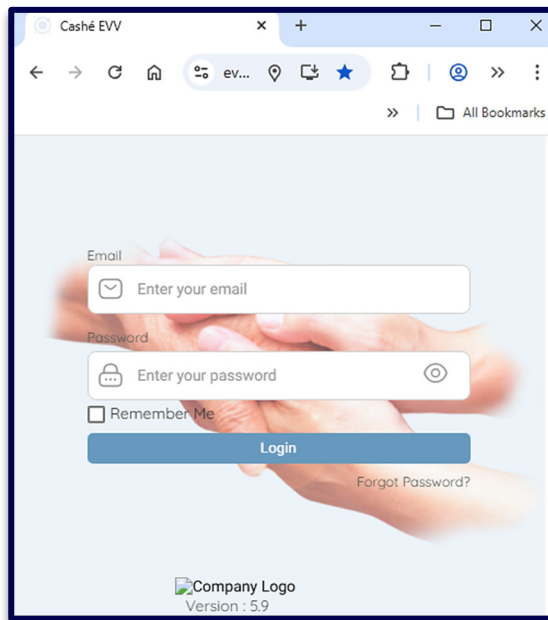 Cashé EVV
ev...
All Bookmarks
Email
Enter your email
Password
Enter your password
Remember Me
Login
Forgot Password?
Company Logo
Version : 5.9